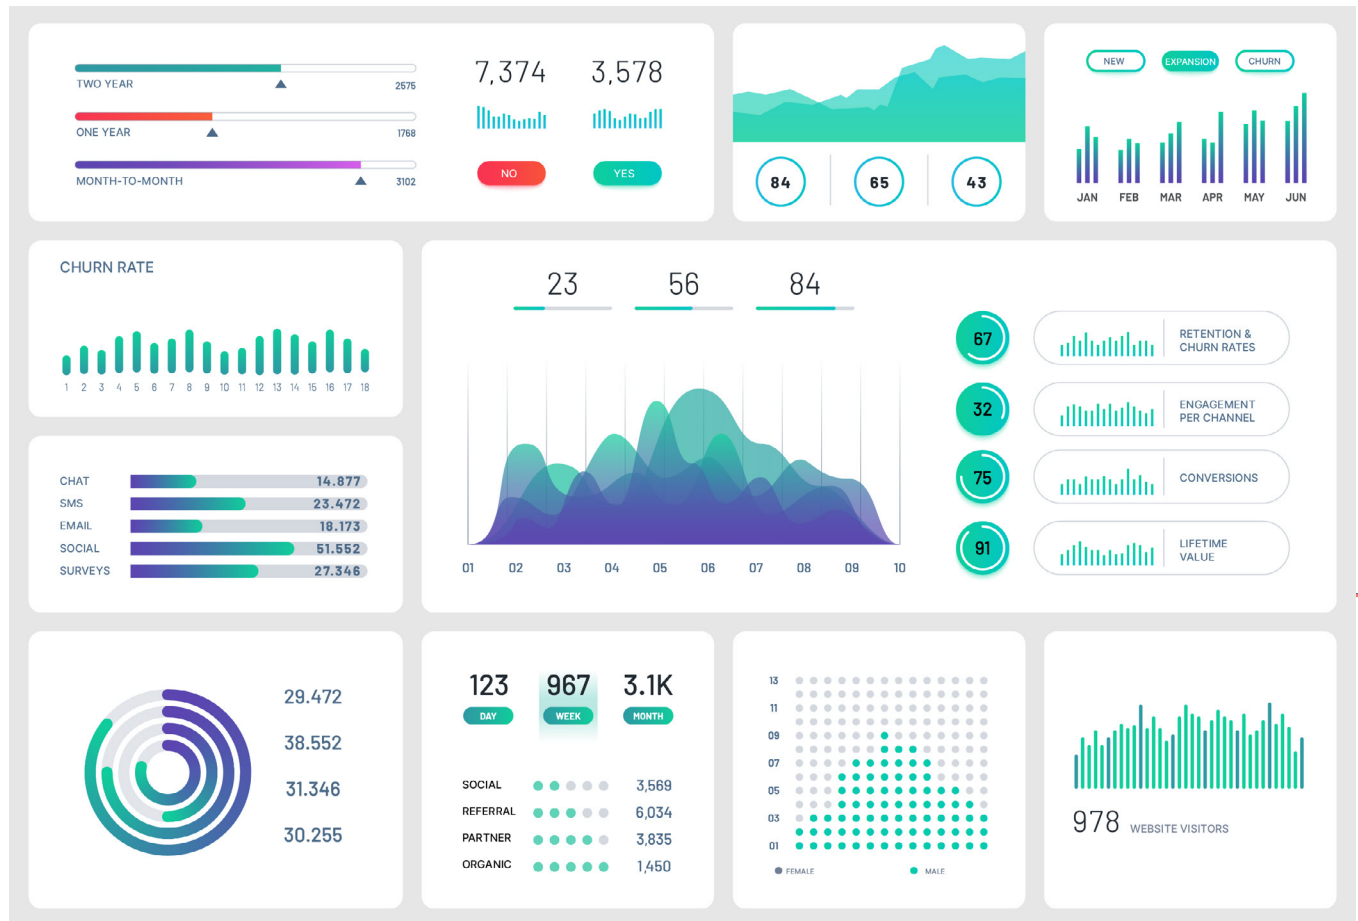 TWO YEAR 2575
ONE YEAR 1768
MONTH-TO-MONTH 3102
7,374 3,578
NO YES
84 65 43
NEW EXPANSION CHURN
JAN FEB MAR APR MAY JUN
CHURN RATE
1 2 3 4 5 6 7 8 9 10 11 12 13 14 15 16 17 18
CHAT 14.877
SMS 23.472
EMAIL 18.173
SOCIAL 51.552
SURVEYS 27.346
23 56 84
01 02 03 04 05 06 07 08 09 10
67 RETENTION &
CHURN RATES
32 ENGAGEMENT
PER CHANNEL
75 CONVERSIONS
91 LIFETIME
VALUE
29.472
38.552
31.346
30.255
123 967 3.1K
DAY WEEK MONTH
SOCIAL 3,569
REFERRAL 6,034
PARTNER 3,835
ORGANIC 1,450
13
11
09
07
05
03
01
FEMALE MALE
978 WEBSITE VISITORS